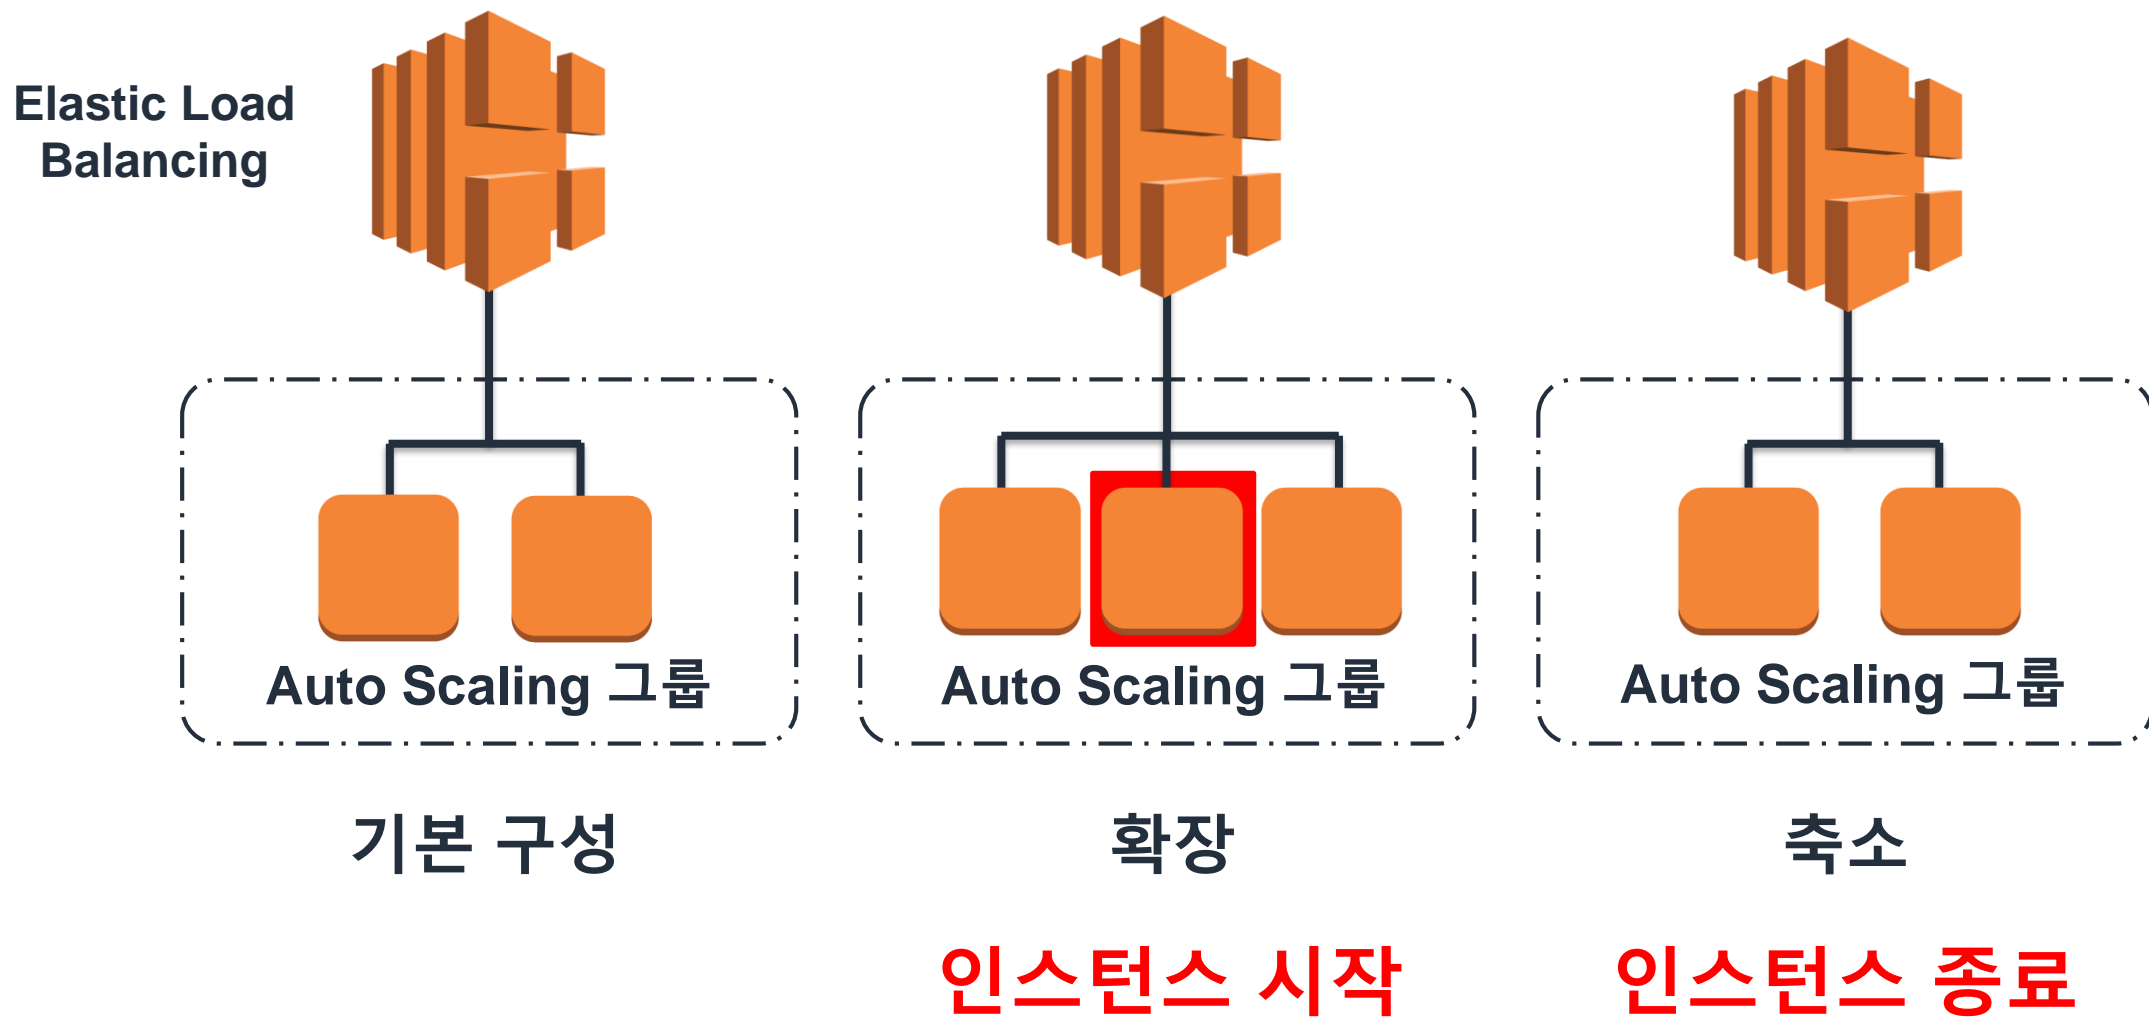 Elastic Load
Balancing
Auto Scaling 그룹
Auto Scaling 그룹
Auto Scaling 그룹
기본 구성
확장
축소
인스턴스 시작
인스턴스 종료